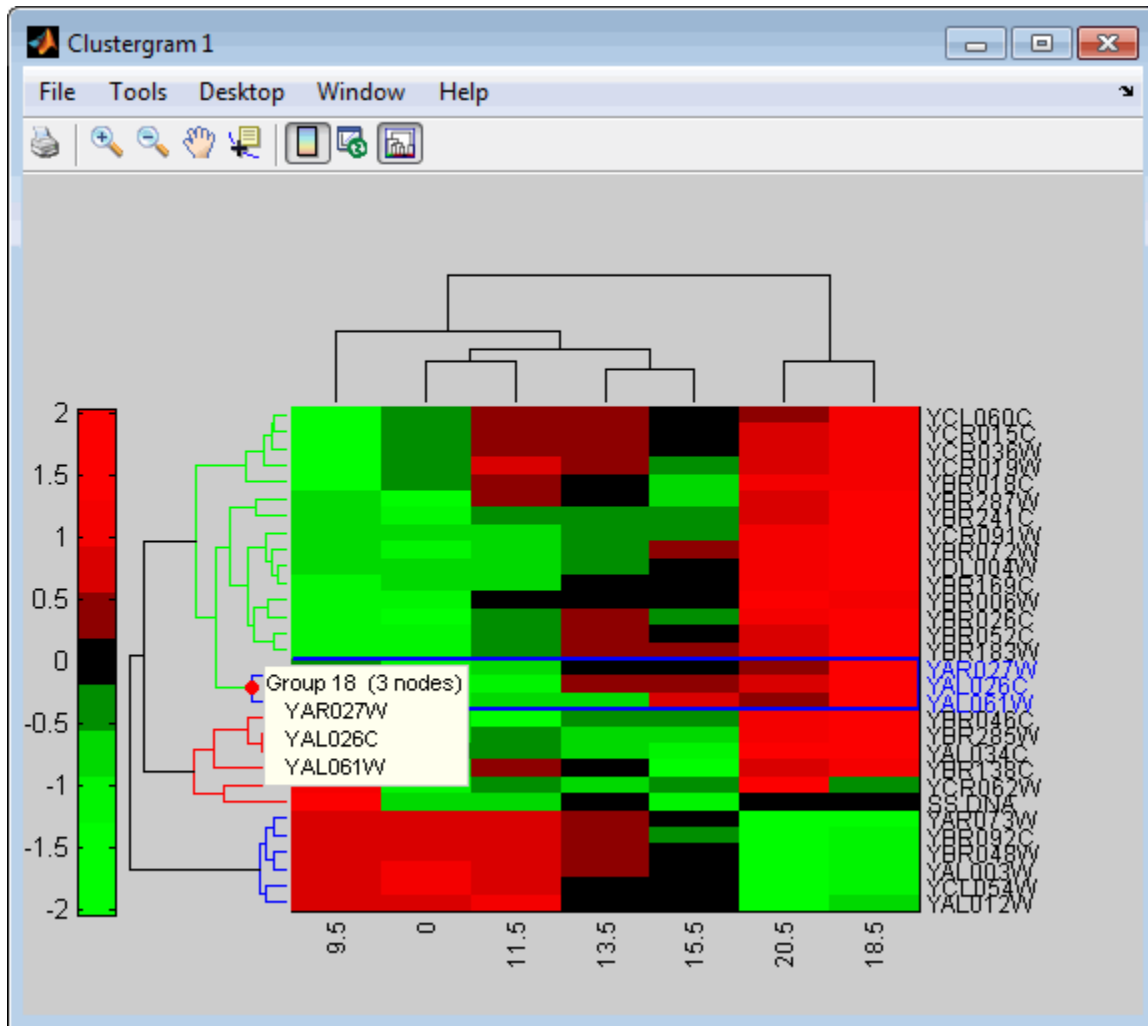 Clustergram 1
File Tools Desktop Window Help
2
1.5
1
0.5
0
-0.5
-1
-1.5
-2
YCL060C
YCR015C
YCR036W
YCR019W
YBR018C
YBR287W
YBR241C
YCR091W
YBR072W
YDL004W
YBR169C
YBR006W
YBR026C
YBR052C
YBR183W
YAR027W
YAL026C
YAL061W
YBR046C
YBR285W
YAL034C
YBR138C
YCR062W
SS DNA
YAR073W
YBR092C
YBR048W
YAL003W
YCL054W
YAL012W
Group 18 (3 nodes)
YAR027W
YAL026C
YAL061W
9.5 0 11.5 13.5 15.5 20.5 18.5